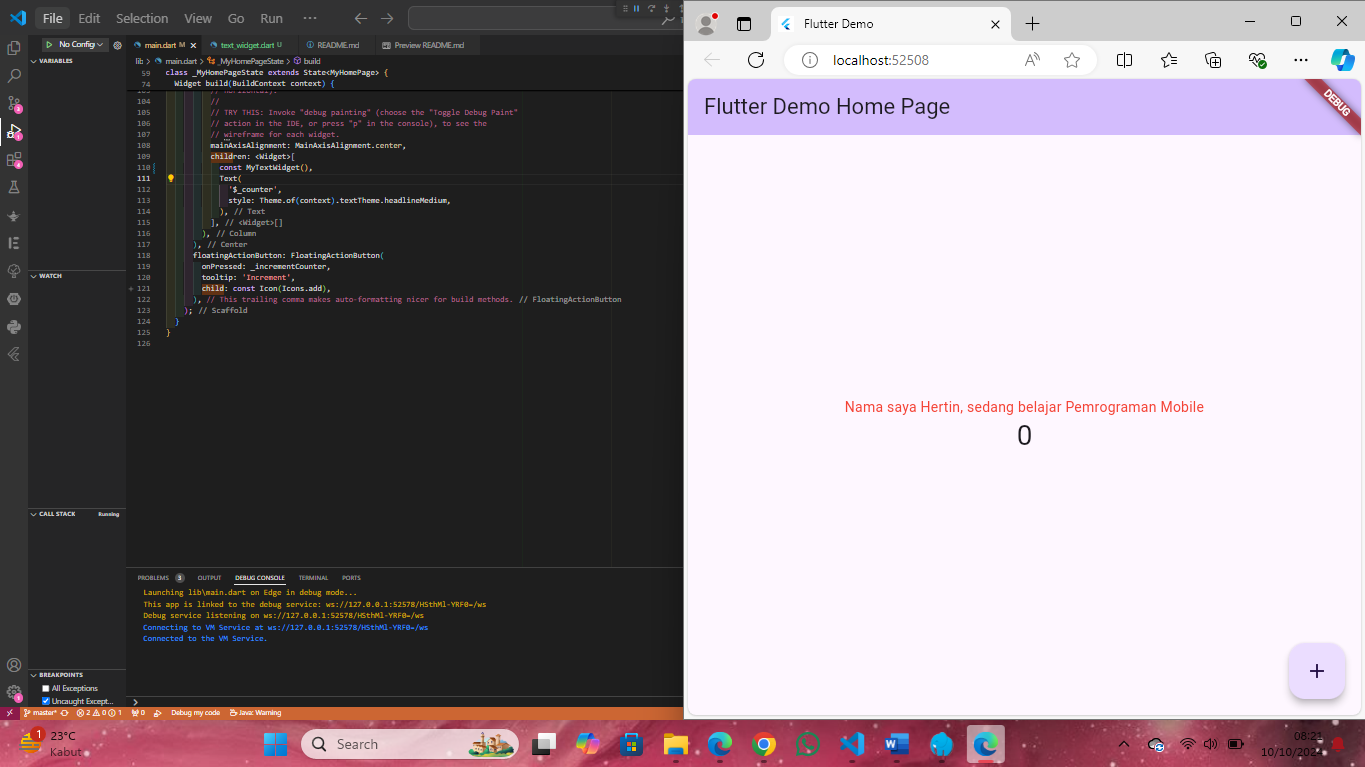 File Edit Selection View Go Run ···
No Config
main.dart M
text_widget.dart U
README.md
Preview README.md
lib > main.dart > _MyHomePageState > build
VARIABLES
59 class _MyHomePageState extends State<MyHomePage> {
74 Widget build(BuildContext context) {
104 //
105 // TRY THIS: Invoke "debug painting" (choose the "Toggle Debug Paint"
106 // action in the IDE, or press "p" in the console), to see the
107 // wireframe for each widget.
108 mainAxisAlignment: MainAxisAlignment.center,
109 children: <Widget>[
110 const MyTextWidget(),
111 Text(
112 '$_counter',
113 style: Theme.of(context).textTheme.headlineMedium,
114 ), // Text
115 ], // <Widget>[]
116 ), // Column
117 ), // Center
118 floatingActionButton: FloatingActionButton(
119 onPressed: _incrementCounter,
120 tooltip: 'Increment',
121 child: const Icon(Icons.add),
122 ), // This trailing comma makes auto-formatting nicer for build methods. // FloatingActionButton
123 ); // Scaffold
124 }
125 }
126
WATCH
CALL STACK Running
BREAKPOINTS
All Exceptions
Uncaught Except...
PROBLEMS 3 OUTPUT DEBUG CONSOLE TERMINAL PORTS
Launching lib\main.dart on Edge in debug mode...
This app is linked to the debug service: ws://127.0.0.1:52578/HSthMl-YRF0=/ws
Debug service listening on ws://127.0.0.1:52578/HSthMl-YRF0=/ws
Connecting to VM Service at ws://127.0.0.1:52578/HSthMl-YRF0=/ws
Connected to the VM Service.
master* 2 0 1 0 Debug my code Java: Warning
Flutter Demo
localhost:52508
Flutter Demo Home Page
DEBUG
Nama saya Hertin, sedang belajar Pemrograman Mobile
0
+
1
23°C
Kabut
Search
08:21
10/10/2024